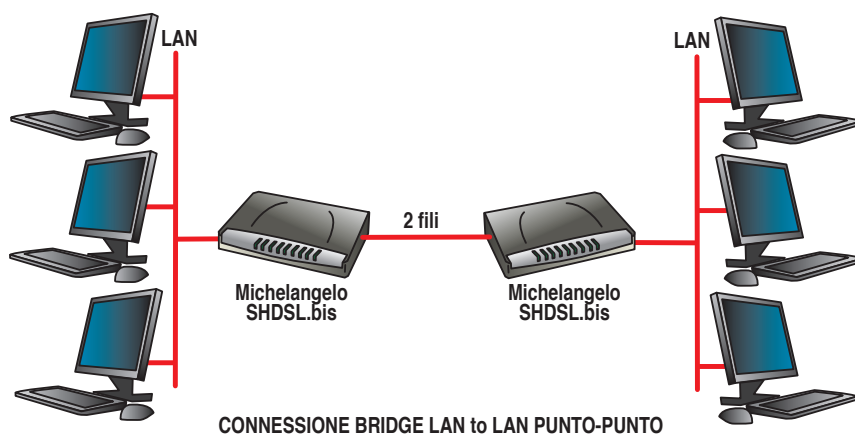 LAN
LAN
2 fili
Michelangelo
SHDSL.bis
Michelangelo
SHDSL.bis
CONNESSIONE BRIDGE LAN to LAN PUNTO-PUNTO